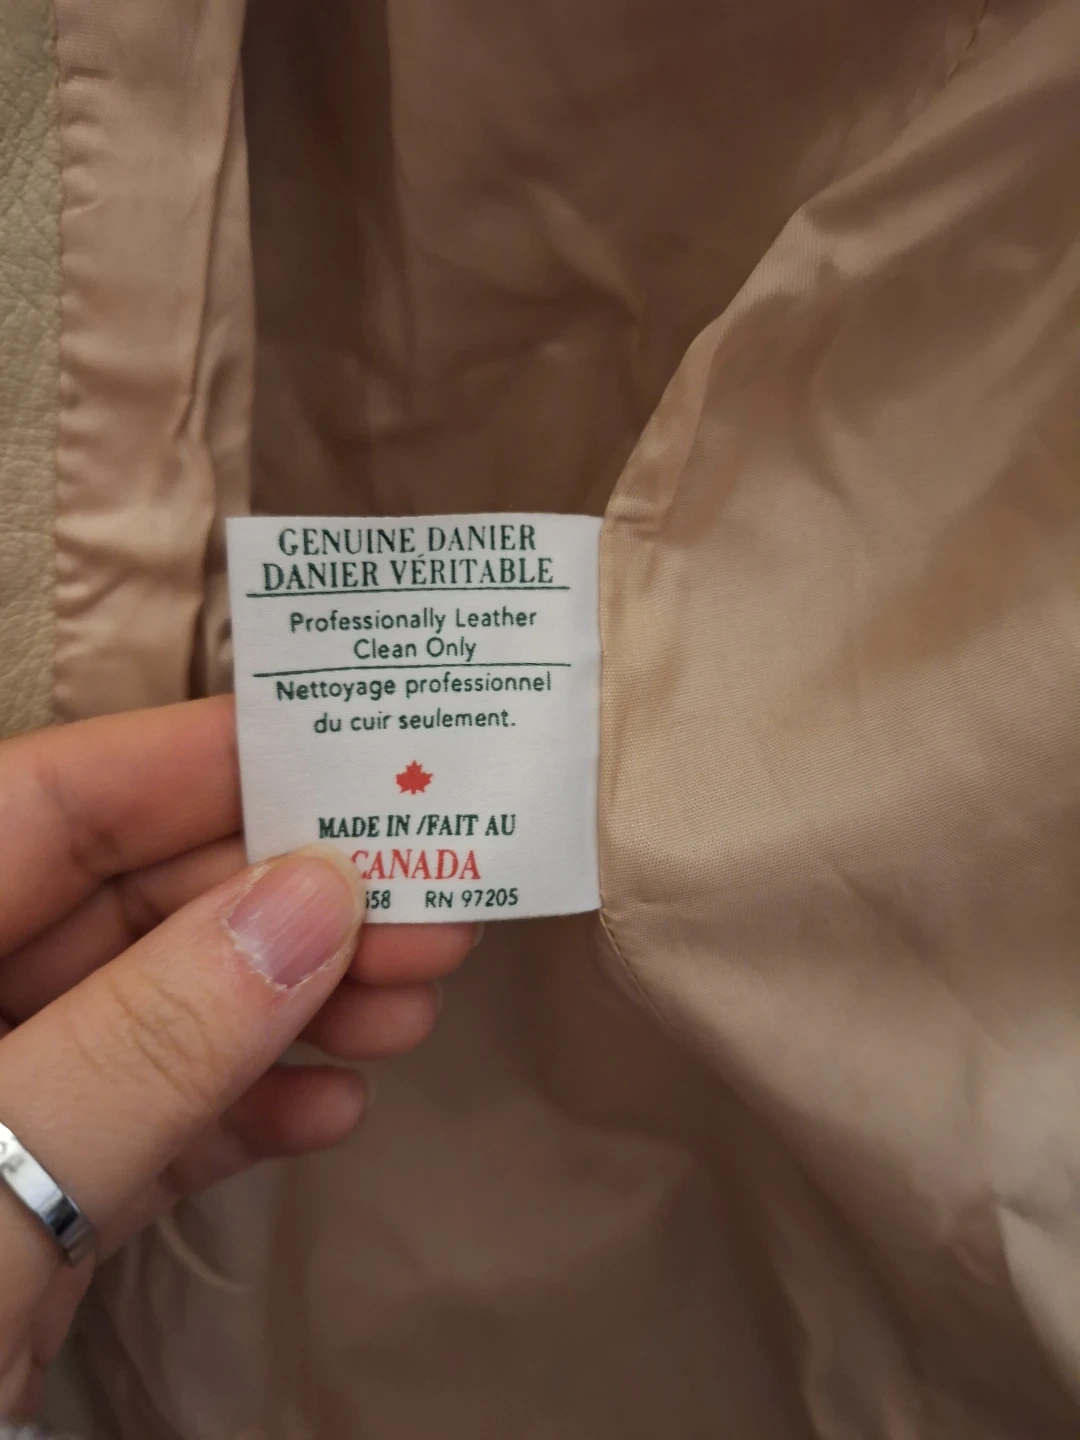 GENUINE DANIER
DANIER VÉRITABLE
Professionally Leather
Clean Only
Nettoyage professionnel
du cuir seulement.
MADE IN /FAIT AU
CANADA
RN 97205